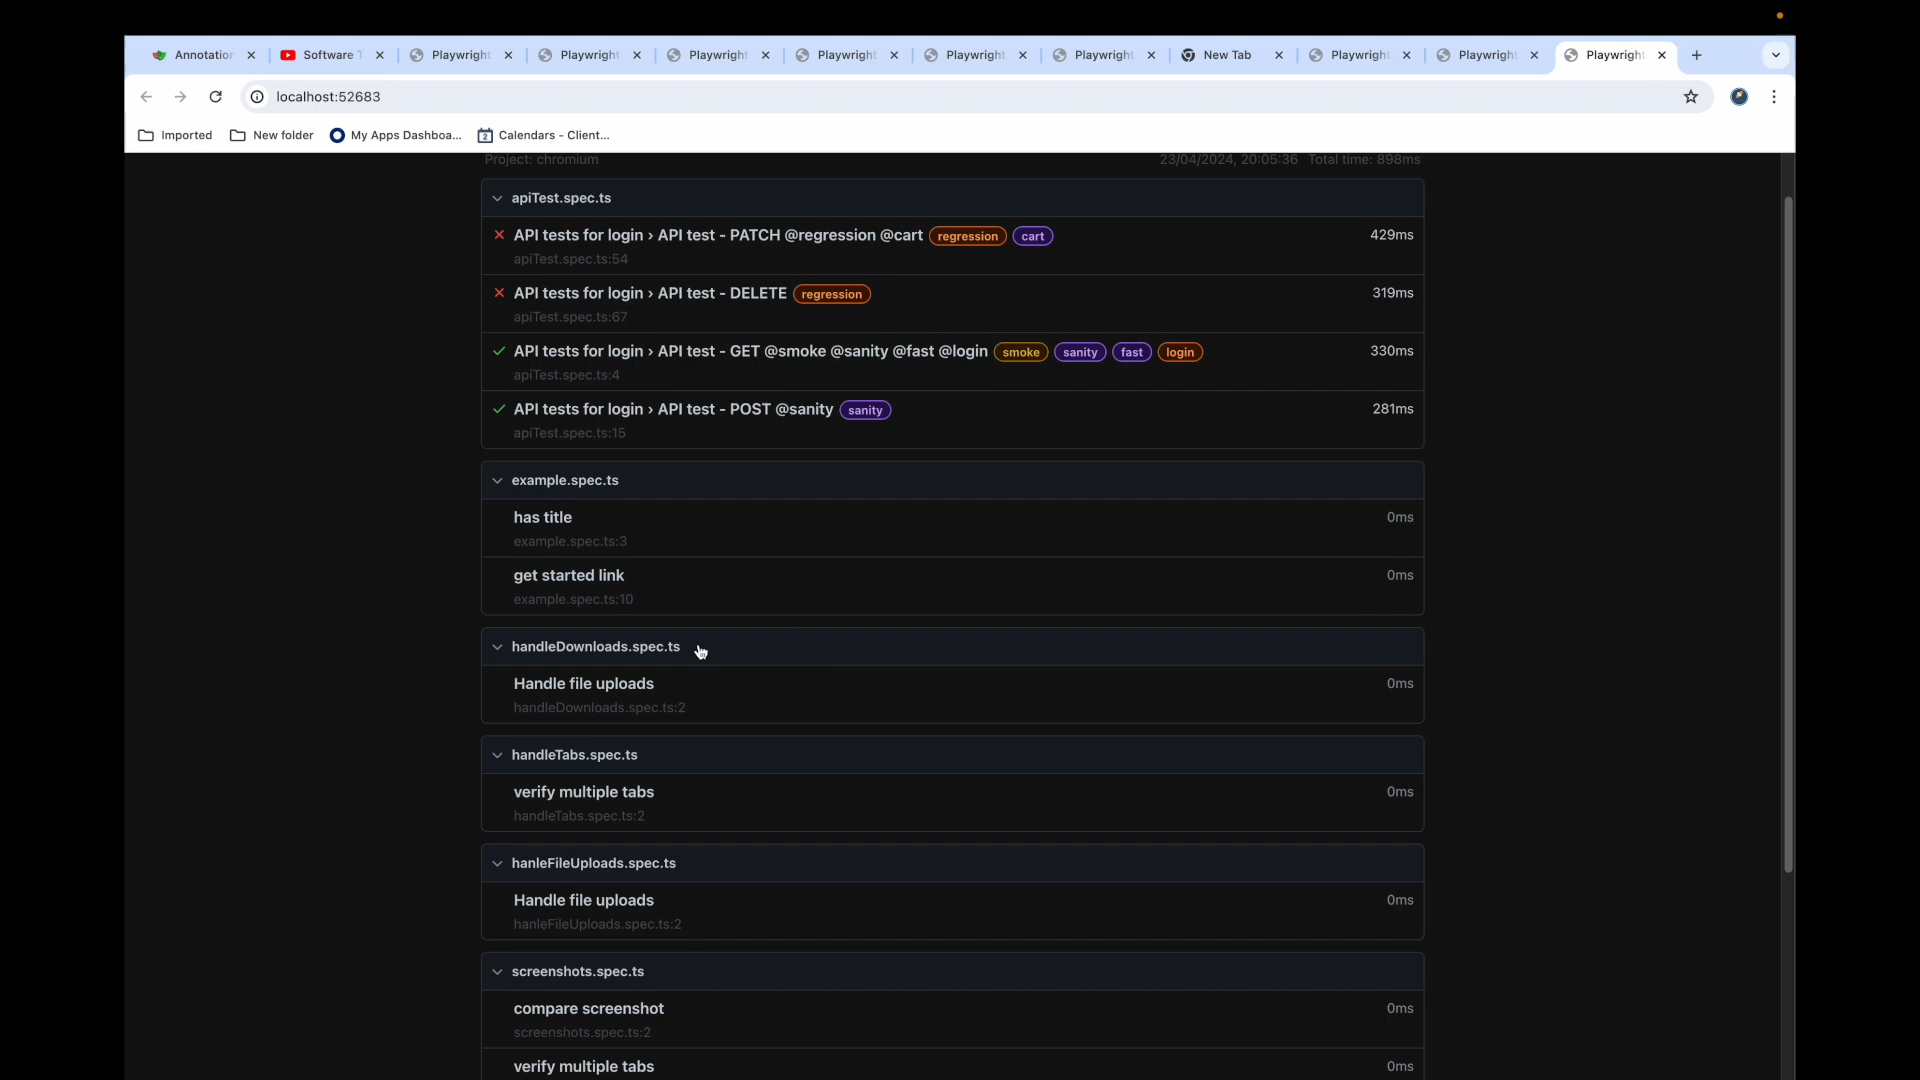 Annotation
Software T
Playwright
Playwright
Playwright
Playwright
Playwright
Playwright
New Tab
Playwright
Playwright
Playwright
localhost:52683
Imported
New folder
My Apps Dashboa...
2
Calendars - Client...
Project: chromium
23/04/2024, 20:05:36 Total time: 898ms
apiTest.spec.ts
API tests for login › API test - PATCH @regression @cart regression cart 429ms
apiTest.spec.ts:54
API tests for login › API test - DELETE regression 319ms
apiTest.spec.ts:67
API tests for login › API test - GET @smoke @sanity @fast @login smoke sanity fast login 330ms
apiTest.spec.ts:4
API tests for login › API test - POST @sanity sanity 281ms
apiTest.spec.ts:15
example.spec.ts
has title 0ms
example.spec.ts:3
get started link 0ms
example.spec.ts:10
handleDownloads.spec.ts
Handle file uploads 0ms
handleDownloads.spec.ts:2
handleTabs.spec.ts
verify multiple tabs 0ms
handleTabs.spec.ts:2
hanleFileUploads.spec.ts
Handle file uploads 0ms
hanleFileUploads.spec.ts:2
screenshots.spec.ts
compare screenshot 0ms
screenshots.spec.ts:2
verify multiple tabs 0ms